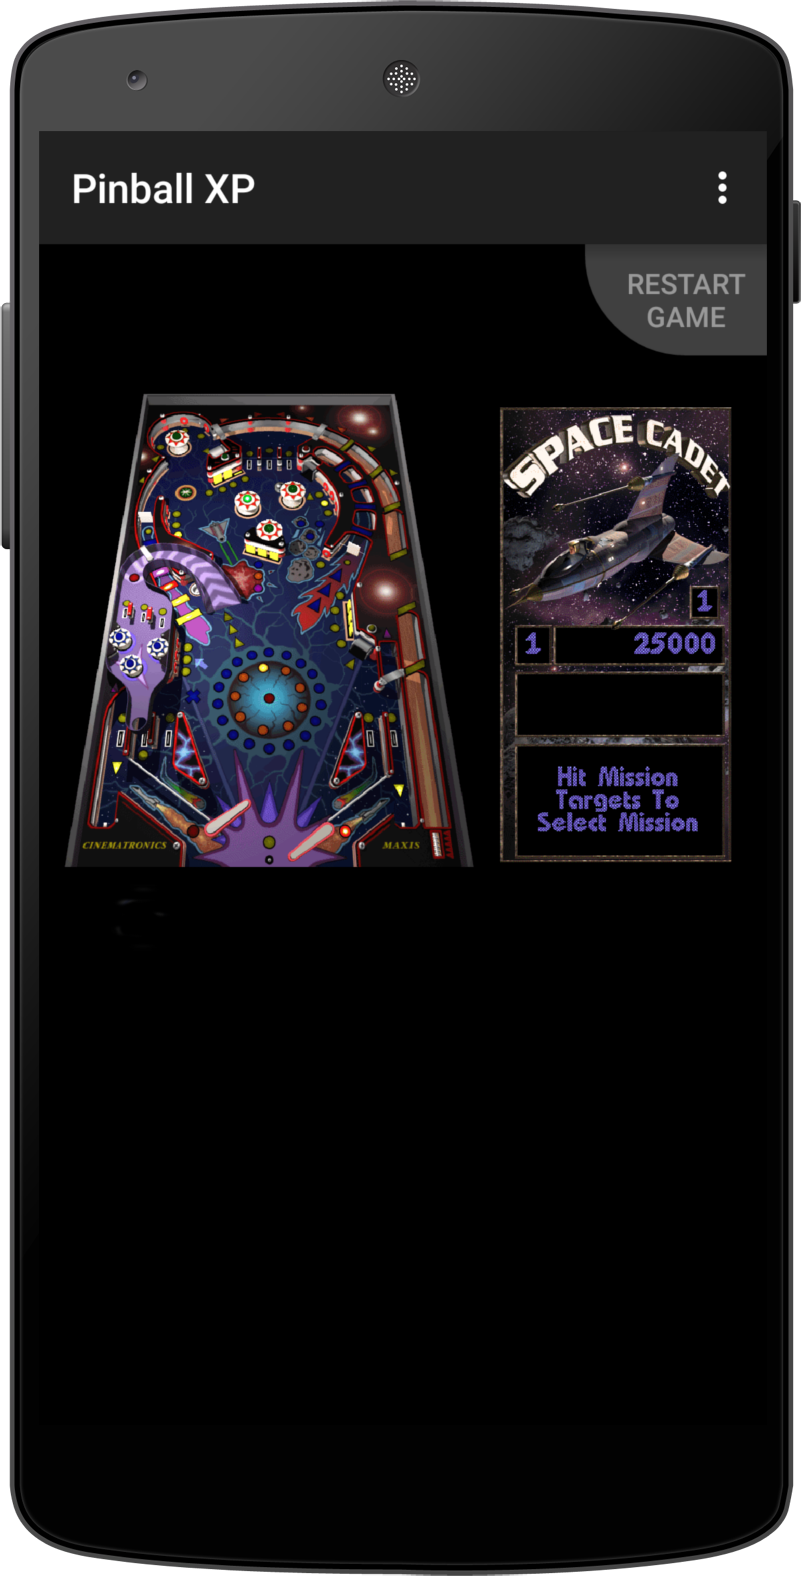 Pinball XP
RESTART
GAME
SPACE CADET
1
1 25000
Hit Mission
Targets To
Select Mission
CINEMATRONICS
MAXIS